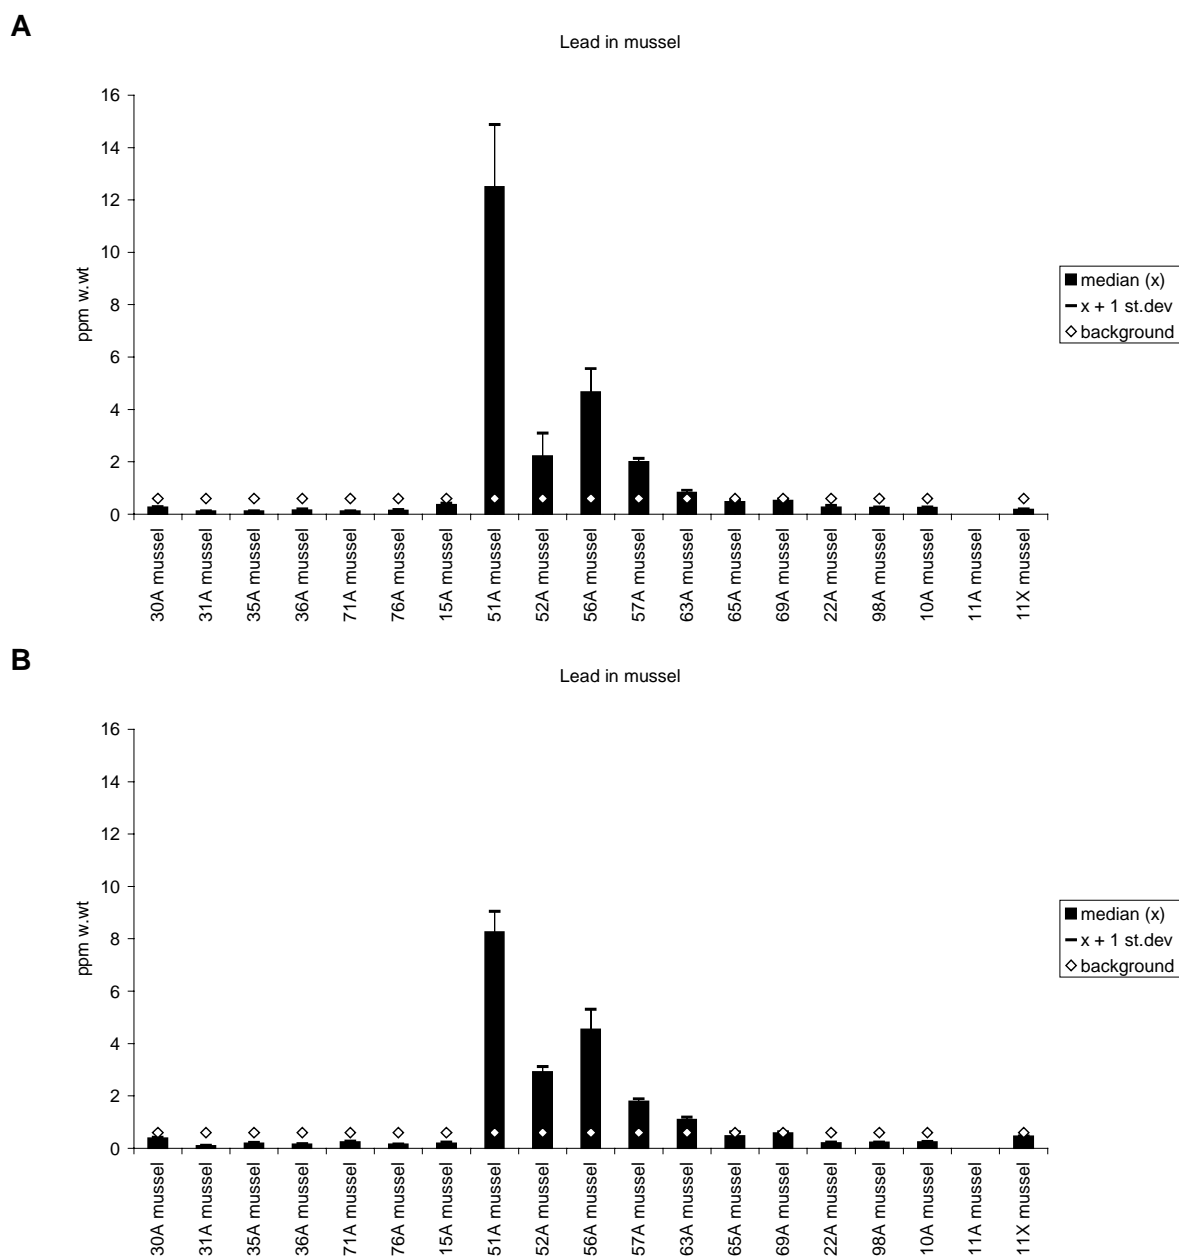 A
Lead in mussel
16
14
12
10
8
6
4
2
0
ppm w.wt
30A mussel
31A mussel
35A mussel
36A mussel
71A mussel
76A mussel
15A mussel
51A mussel
52A mussel
56A mussel
57A mussel
63A mussel
65A mussel
69A mussel
22A mussel
98A mussel
10A mussel
11A mussel
11X mussel
median (x)
x + 1 st.dev
background
B
Lead in mussel
16
14
12
10
8
6
4
2
0
ppm w.wt
30A mussel
31A mussel
35A mussel
36A mussel
71A mussel
76A mussel
15A mussel
51A mussel
52A mussel
56A mussel
57A mussel
63A mussel
65A mussel
69A mussel
22A mussel
98A mussel
10A mussel
11A mussel
11X mussel
median (x)
x + 1 st.dev
background